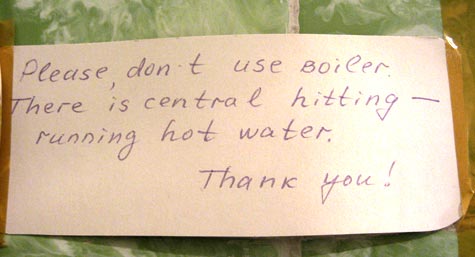 Please, don't use boiler.
There is central hitting —
running hot water.
Thank you!